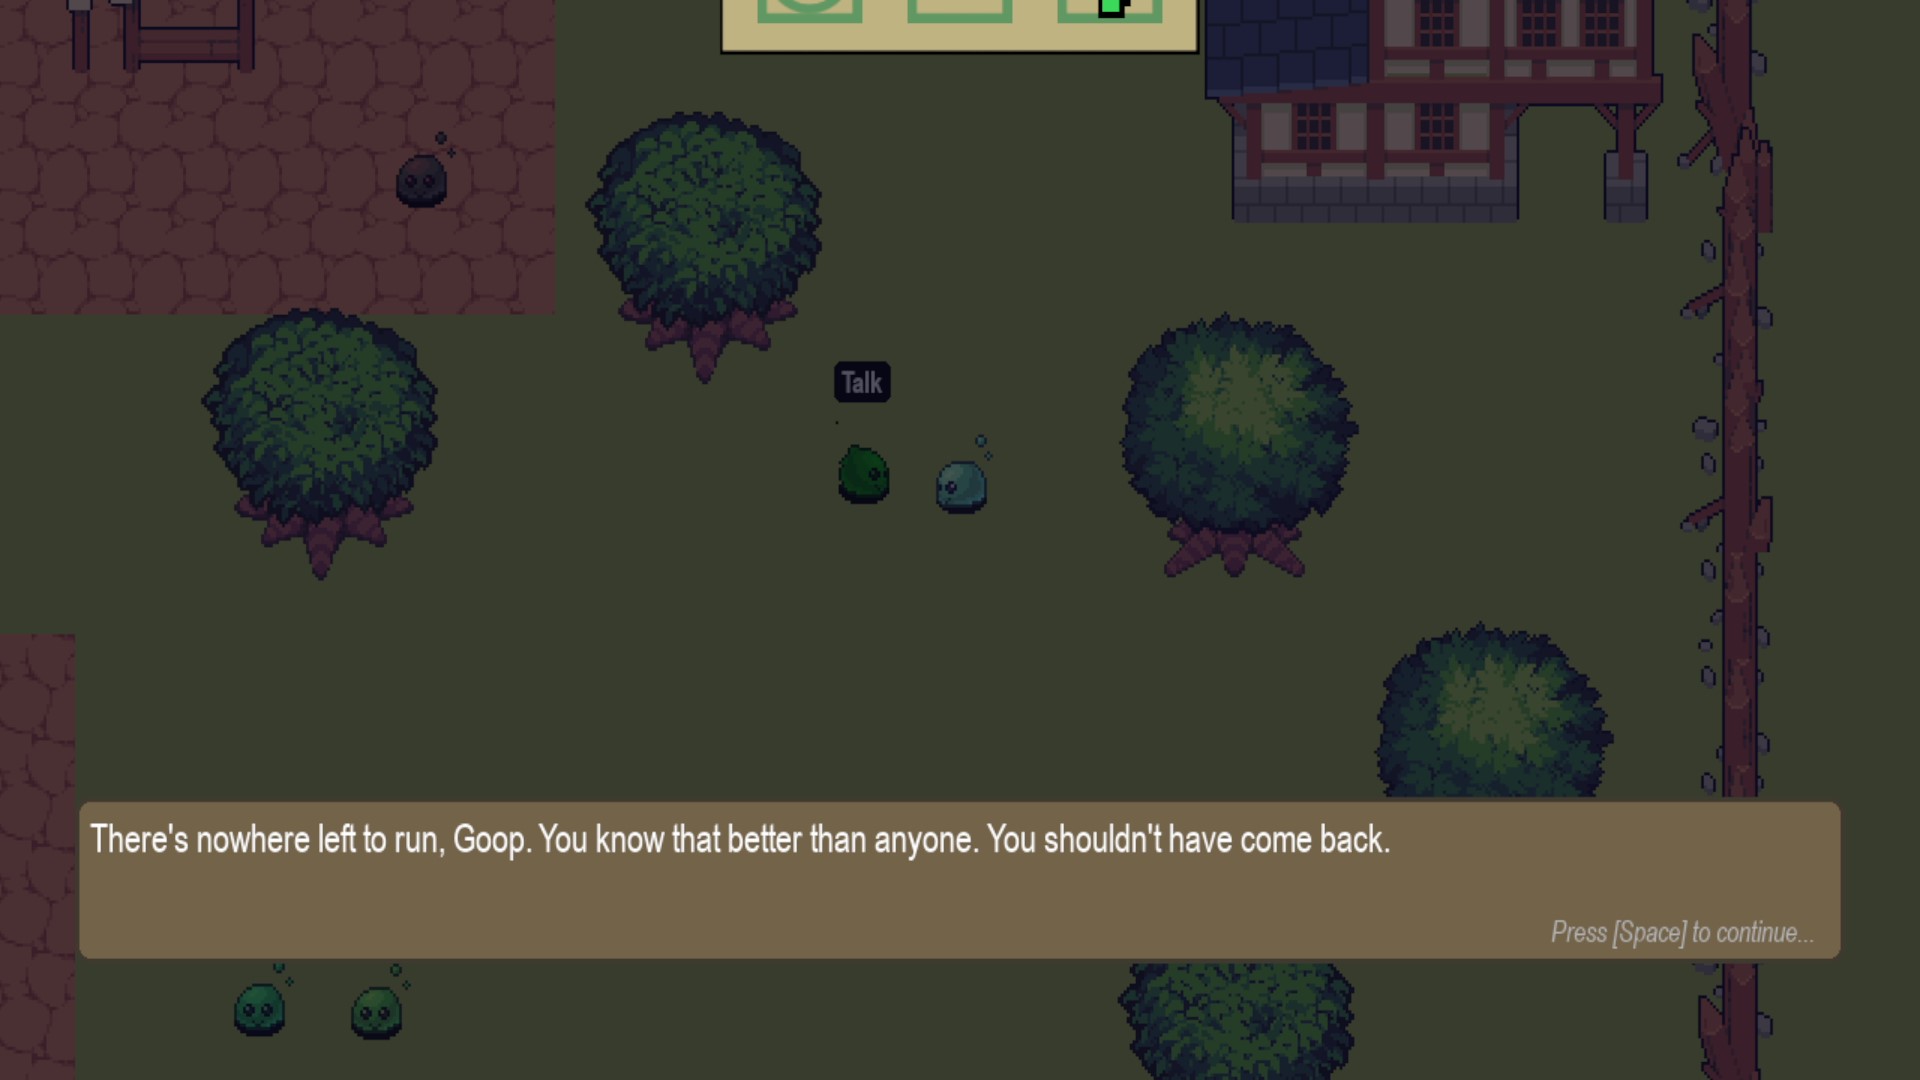 Talk
There's nowhere left to run, Goop. You know that better than anyone. You shouldn't have come back.
Press [Space] to continue...